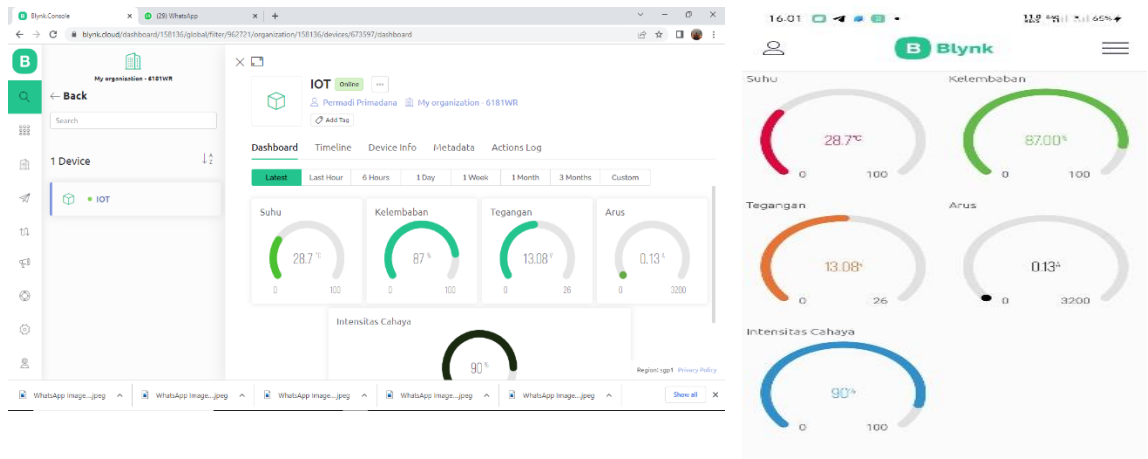 Blynk.Console
(29) WhatsApp
blynk.cloud/dashboard/158136/global/filter/962721/organization/158136/devices/673597/dashboard
B
My organization - 6181WR
Back
Search
1 Device
IOT
IOT Online
Permadi Primadana My organization - 6181WR
Add Tag
Dashboard Timeline Device Info Metadata Actions Log
Latest Last Hour 6 Hours 1 Day 1 Week 1 Month 3 Months Custom
Suhu Kelembaban Tegangan Arus
28.7 °C 87 % 13.08 V 0.13 A
0 100 0 100 0 26 0 3200
Intensitas Cahaya
90 %
Region: sgp1 Privacy Policy
WhatsApp Image....jpeg WhatsApp Image....jpeg WhatsApp Image....jpeg WhatsApp Image....jpeg WhatsApp Image....jpeg Show all
16.01 65%
B Blynk
Suhu Kelembaban
28.7°C 87.00%
0 100 0 100
Tegangan Arus
13.08V 0.13A
0 26 0 3200
Intensitas Cahaya
90%
0 100